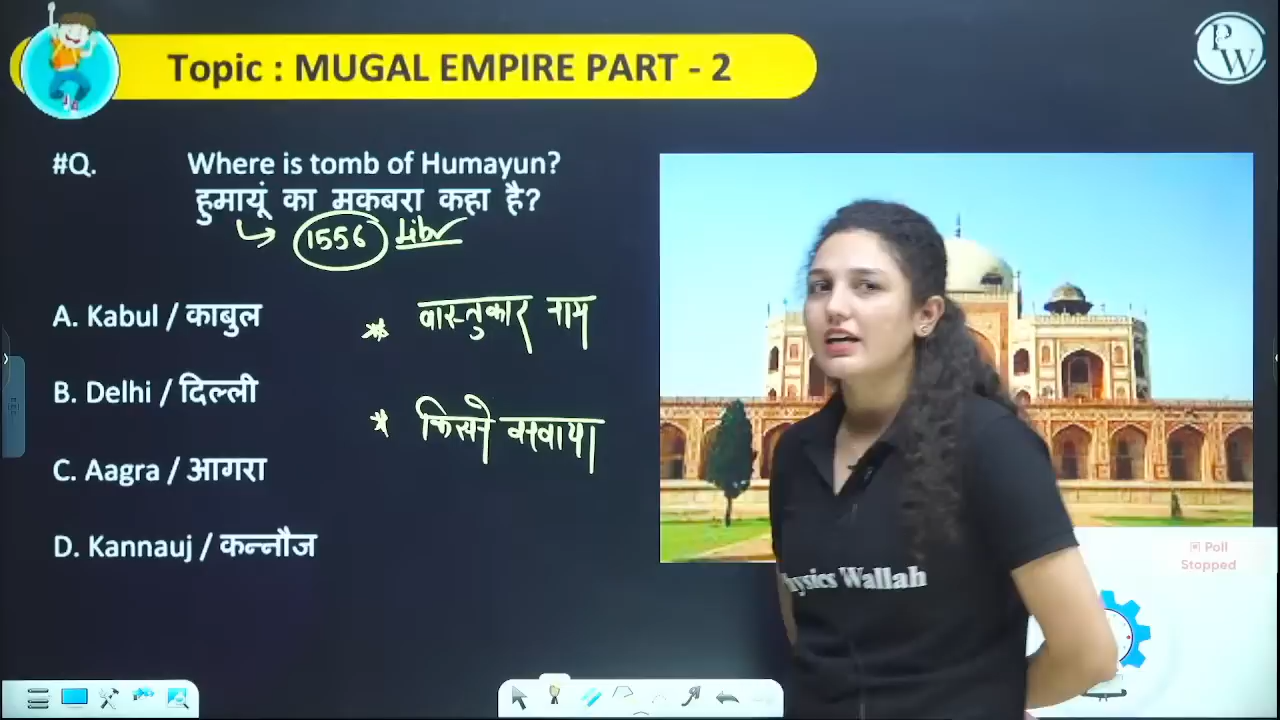 Topic : MUGAL EMPIRE PART - 2
PW
#Q. Where is tomb of Humayun?
हुमायूं का मकबरा कहा है?
1556 Libr
A. Kabul / काबुल
वास्तुकार नाम
B. Delhi / दिल्ली
किसने बनवाया
C. Aagra / आगरा
D. Kannauj / कन्नौज
Poll
Stopped
Physics Wallah